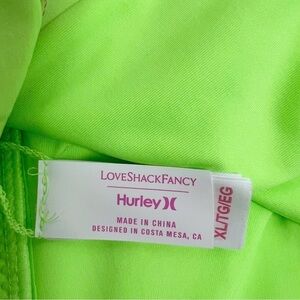 LOVESHACKFANCY
Hurley
MADE IN CHINA
DESIGNED IN COSTA MESA, CA
XL/TG/EG